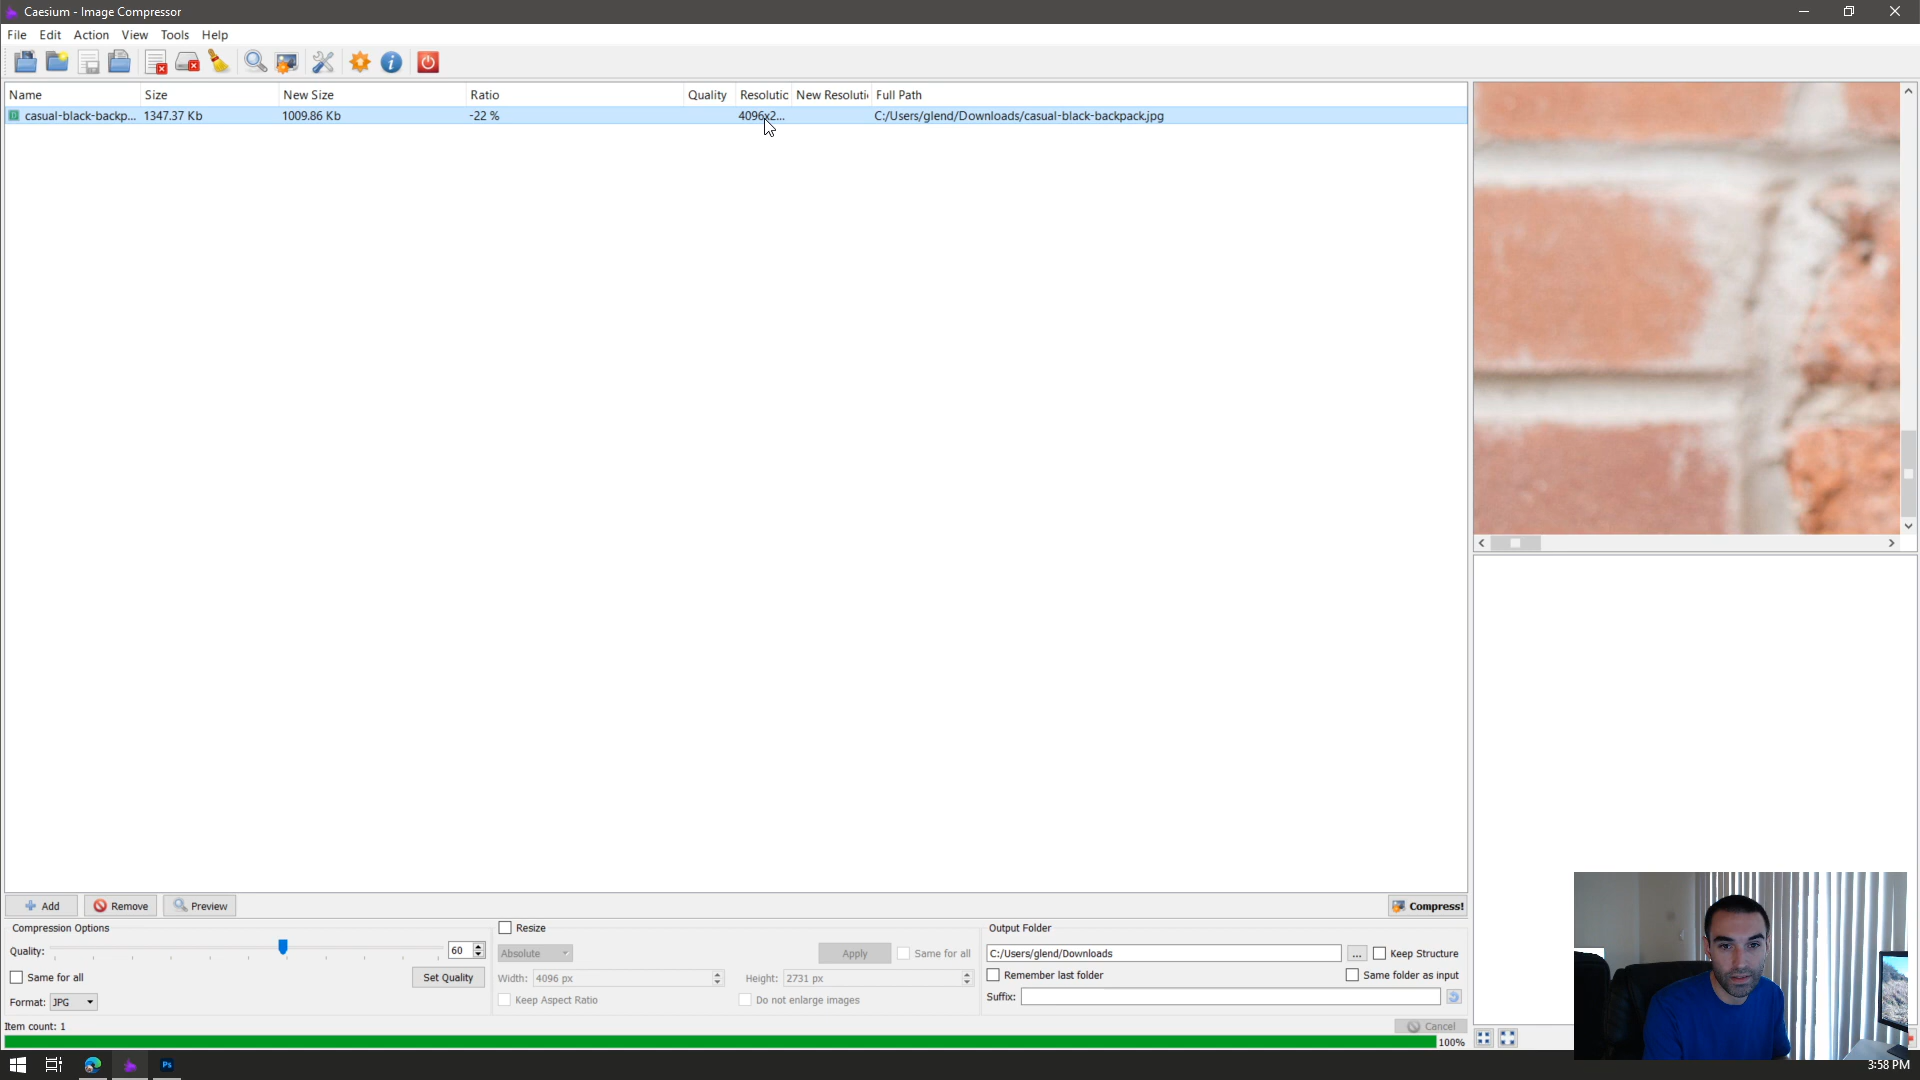 Caesium - Image Compressor
File Edit Action View Tools Help
Name Size New Size Ratio Quality Resolutic New Resoluti Full Path
casual-black-backp... 1347.37 Kb 1009.86 Kb -22 % 4096x2... C:/Users/glend/Downloads/casual-black-backpack.jpg
Add Remove Preview Compress!
Compression Options Resize Output Folder
Quality: 60 Absolute Apply Same for all C:/Users/glend/Downloads ... Keep Structure
Same for all Set Quality Width: 4096 px Height: 2731 px Remember last folder Same folder as input
Format: JPG Keep Aspect Ratio Do not enlarge images Suffix:
Item count: 1 Cancel
100%
Ps 3:58 PM